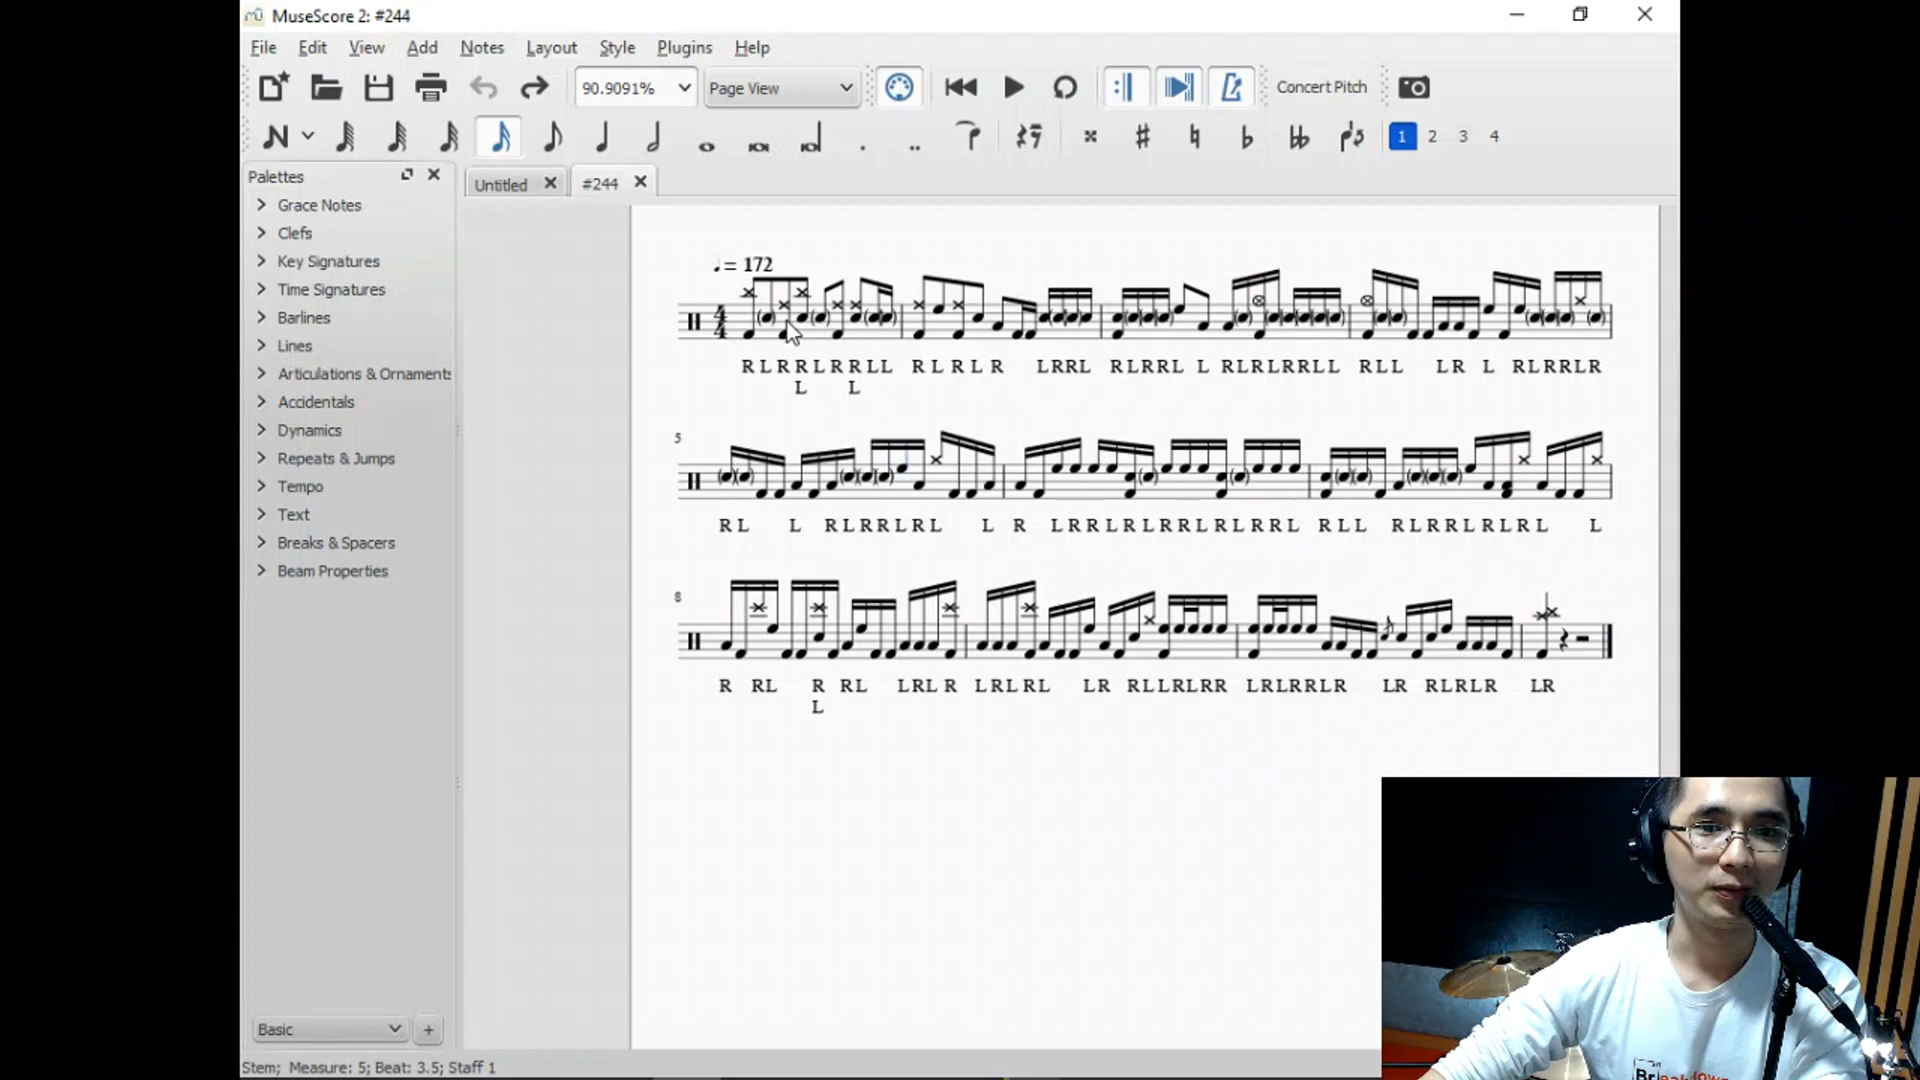 MuseScore 2: #244
File Edit View Add Notes Layout Style Plugins Help
90.9091% Page View Concert Pitch
1 2 3 4
Palettes
Untitled #244
Grace Notes
Clefs
Key Signatures
Time Signatures
Barlines
Lines
Articulations & Ornaments
Accidentals
Dynamics
Repeats & Jumps
Tempo
Text
Breaks & Spacers
Beam Properties
= 172
4
4
R L R R L R R L L R L R L R L R R L R L R R L L R L R L R R L L R L L L R L R L R R L R
L L
5
R L L R L R R L R L L R L R R L R L R R L R L R R L R L L R L R R L R L R L L
8
R R L R R L L R L R L R L R L L R R L L R L R R L R L R R L R L R R L R L R L R
L
Basic
Stem; Measure: 5; Beat: 3.5; Staff 1